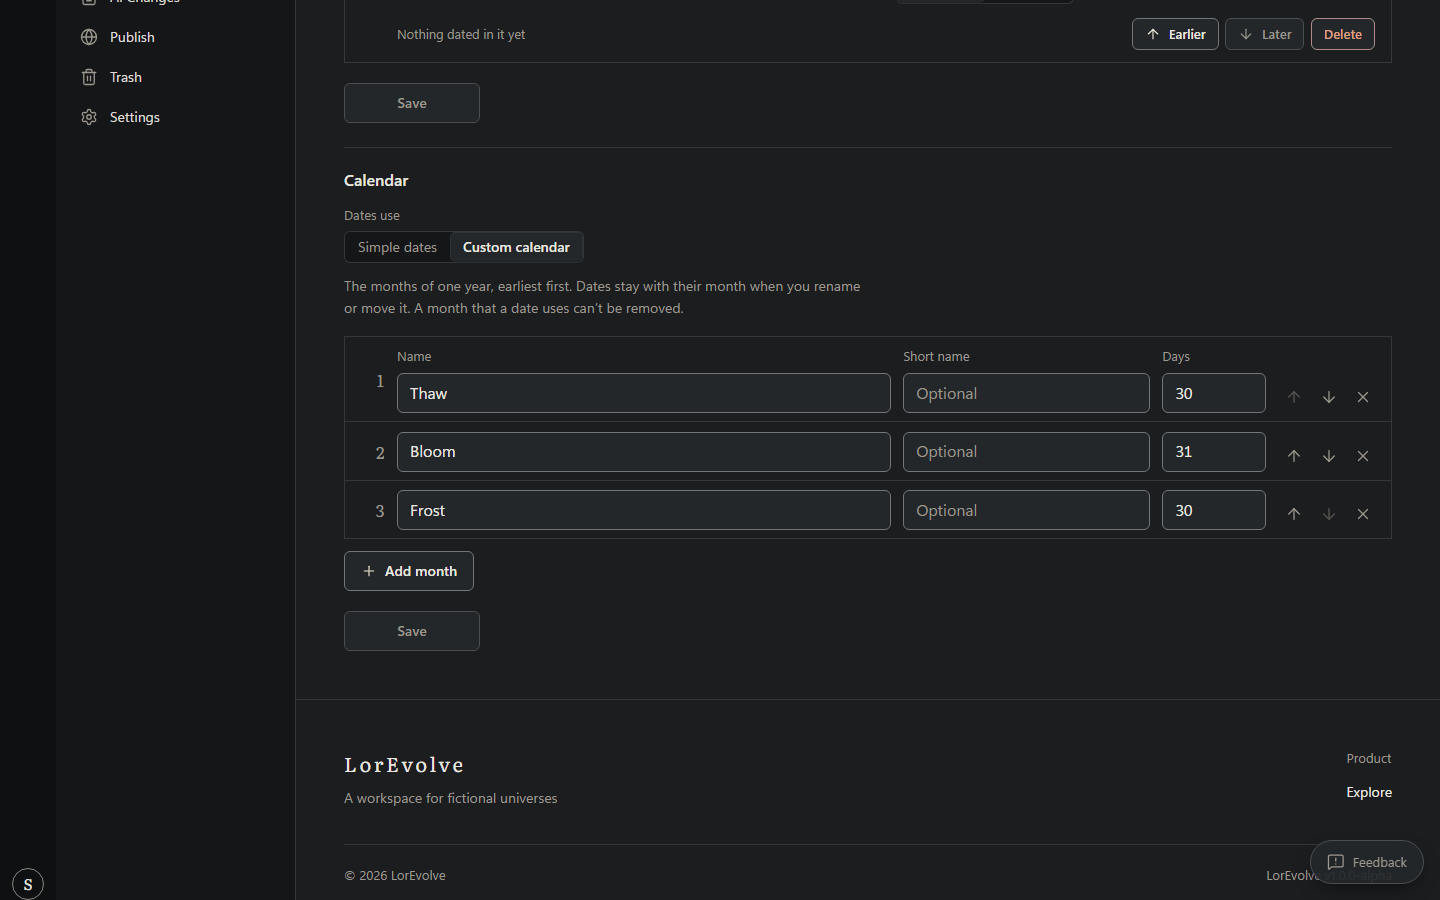 Publish
Trash
Settings
Nothing dated in it yet
Earlier
Later
Delete
Save
Calendar
Dates use
Simple dates
Custom calendar
The months of one year, earliest first. Dates stay with their month when you rename
or move it. A month that a date uses can't be removed.
Name
Short name
Days
1
Thaw
Optional
30
2
Bloom
Optional
31
3
Frost
Optional
30
Add month
Save
LorEvolve
A workspace for fictional universes
Product
Explore
Feedback
© 2026 LorEvolve
LorEvolve
S